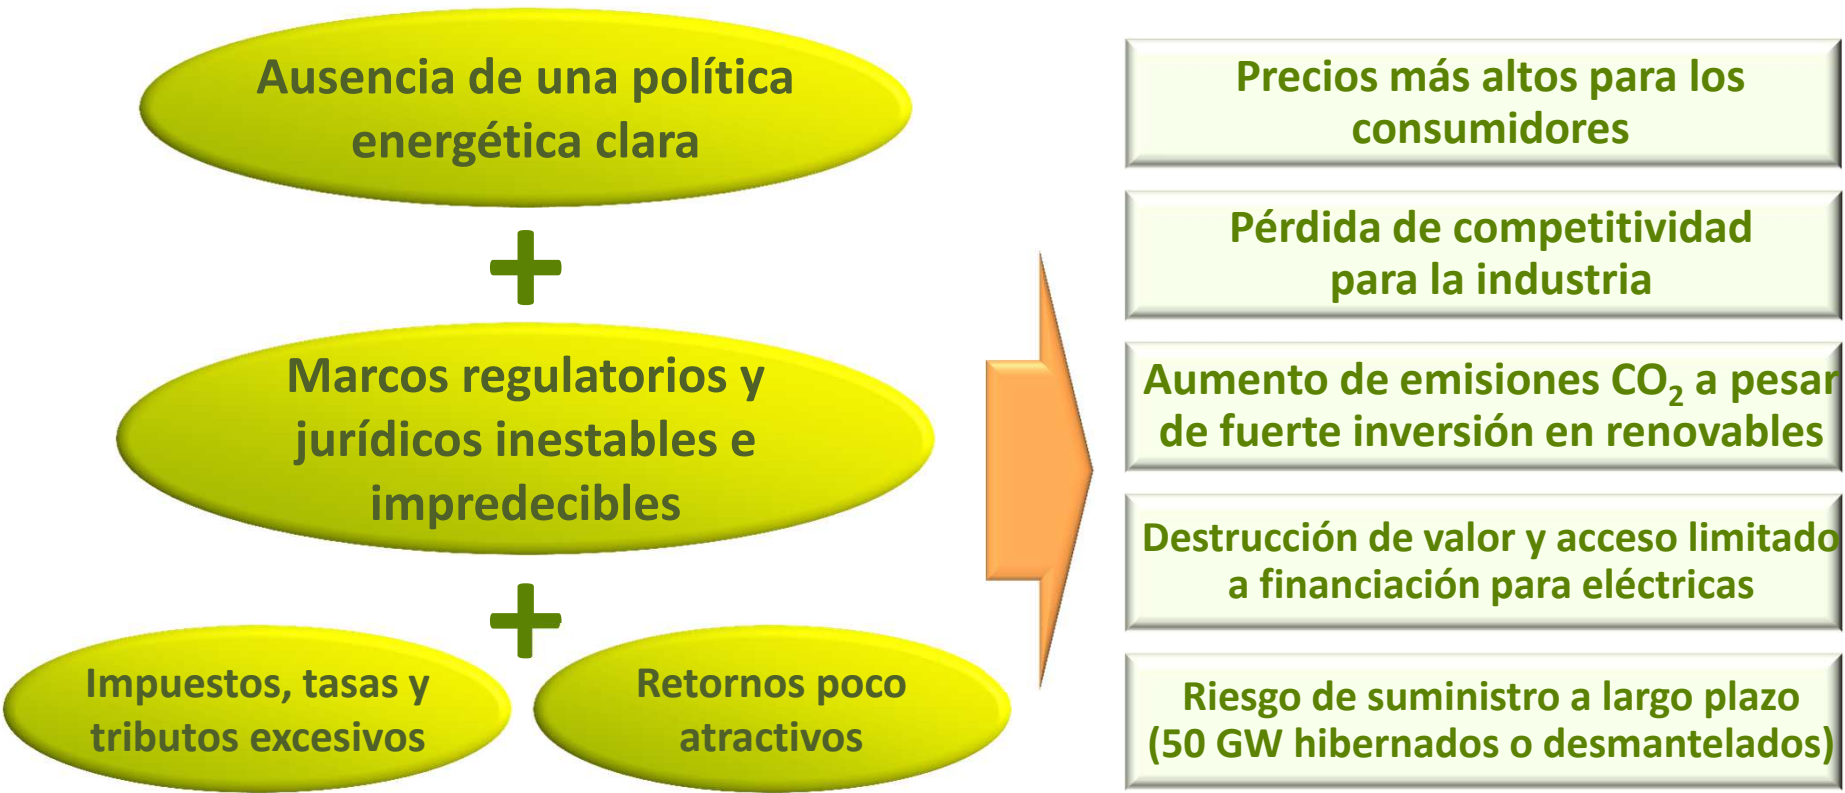 Ausencia de una política
energética clara
+
Marcos regulatorios y
jurídicos inestables e
impredecibles
+
Impuestos, tasas y
tributos excesivos
Retornos poco
atractivos
Precios más altos para los
consumidores
Pérdida de competitividad
para la industria
Aumento de emisiones CO₂ a pesar
de fuerte inversión en renovables
Destrucción de valor y acceso limitado
a financiación para eléctricas
Riesgo de suministro a largo plazo
(50 GW hibernados o desmantelados)